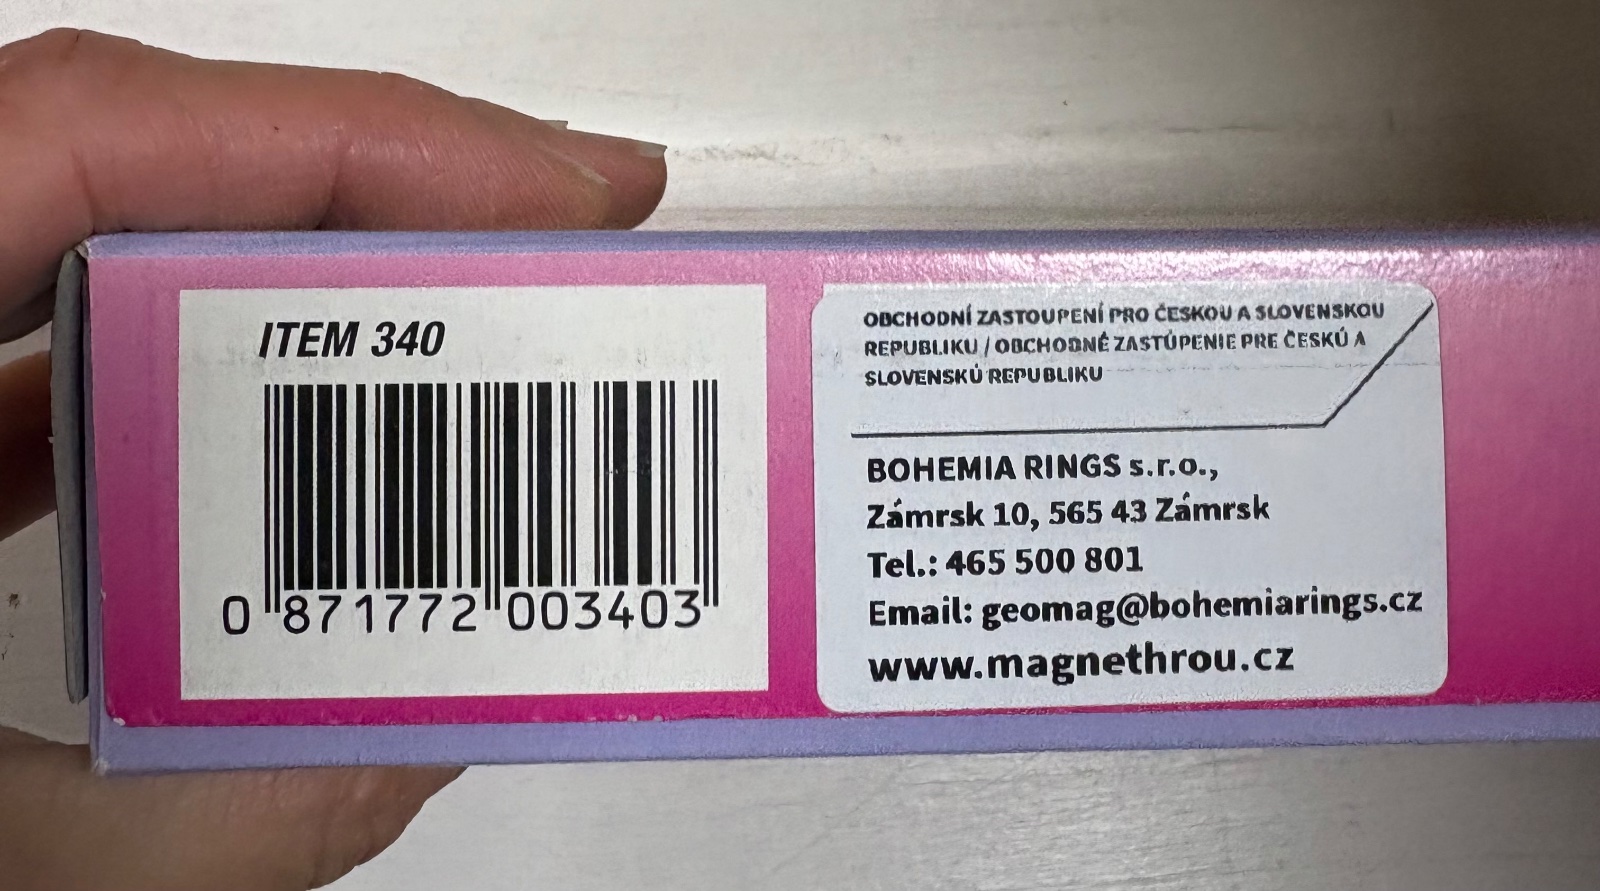 ITEM 340
0 871772 003403
OBCHODNÍ ZASTOUPENÍ PRO ČESKOU A SLOVENSKOU
REPUBLIKU / OBCHODNÉ ZASTÚPENIE PRE ČESKÚ A
SLOVENSKÚ REPUBLIKU
BOHEMIA RINGS s.r.o.,
Zámrsk 10, 565 43 Zámrsk
Tel.: 465 500 801
Email: geomag@bohemiarings.cz
www.magnethrou.cz